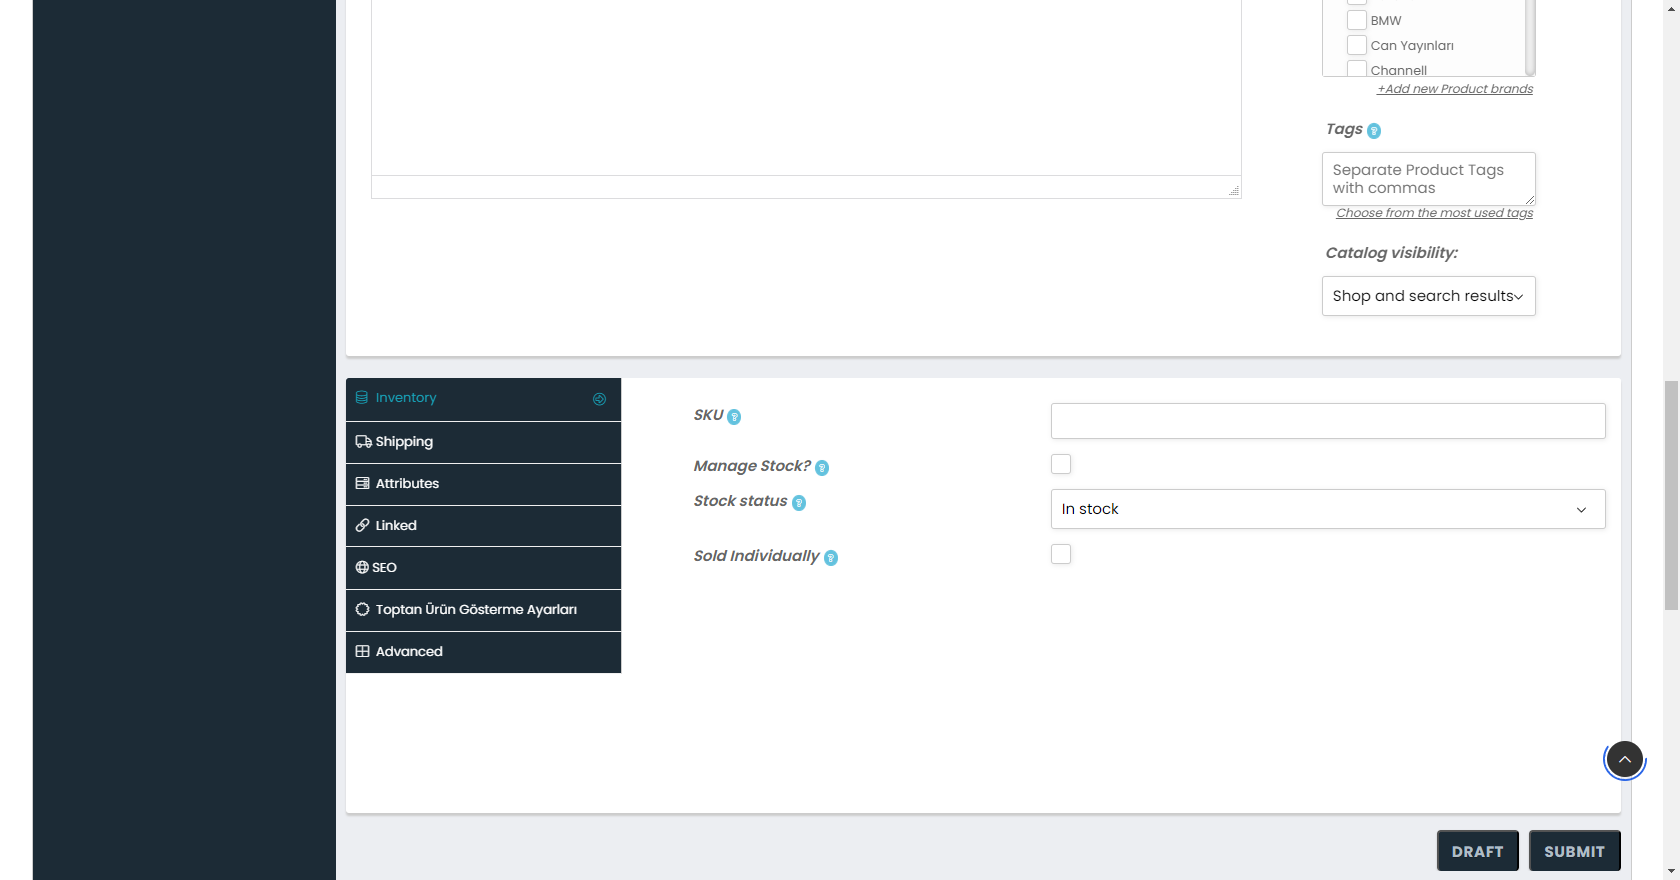 BMW
Can Yayınları
Channell
+Add new Product brands
Tags
Separate Product Tags
with commas
Choose from the most used tags
Catalog visibility:
Shop and search results
Inventory
Shipping
Attributes
Linked
SEO
Toptan Ürün Gösterme Ayarları
Advanced
SKU
Manage Stock?
Stock status
In stock
Sold Individually
DRAFT
SUBMIT